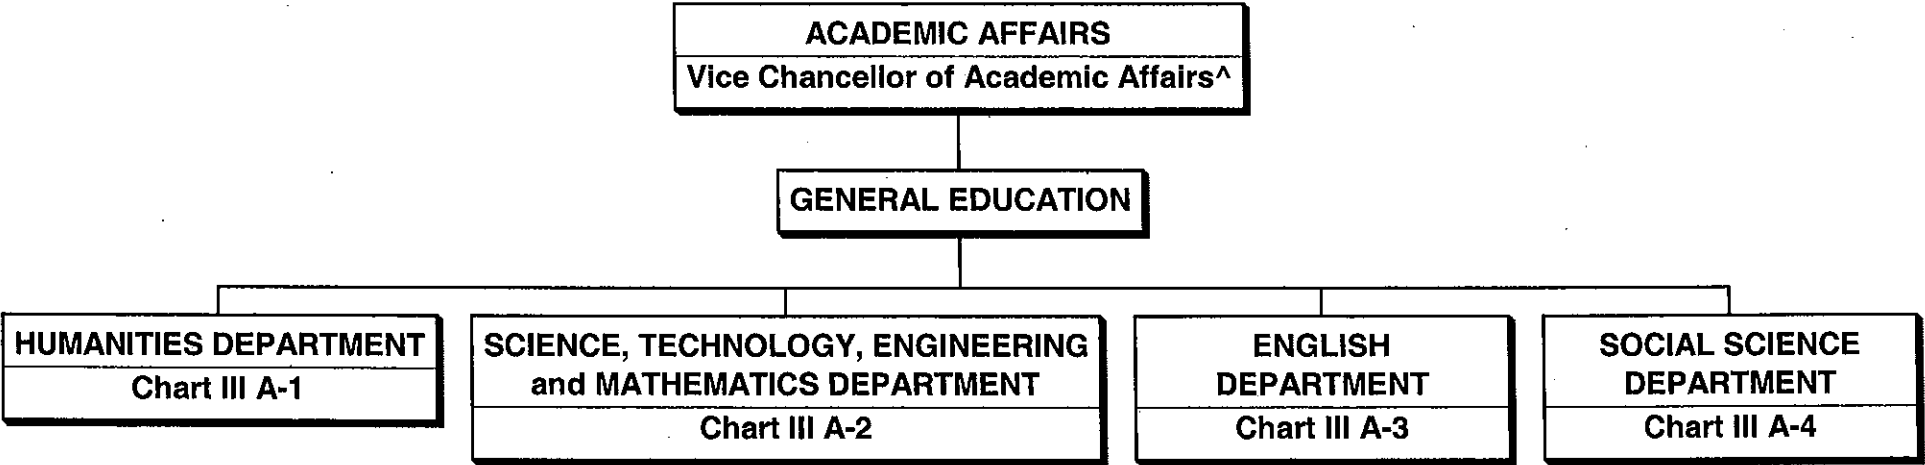 ACADEMIC AFFAIRS
Vice Chancellor of Academic Affairs^
GENERAL EDUCATION
HUMANITIES DEPARTMENT
Chart III A-1
SCIENCE, TECHNOLOGY, ENGINEERING
and MATHEMATICS DEPARTMENT
Chart III A-2
ENGLISH
DEPARTMENT
Chart III A-3
SOCIAL SCIENCE
DEPARTMENT
Chart III A-4